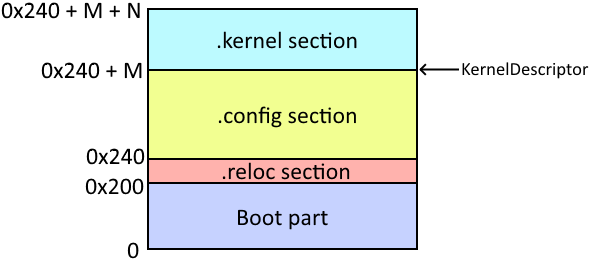 0x240 + M + N
.kernel section
0x240 + M
KernelDescriptor
.config section
0x240
.reloc section
0x200
Boot part
0